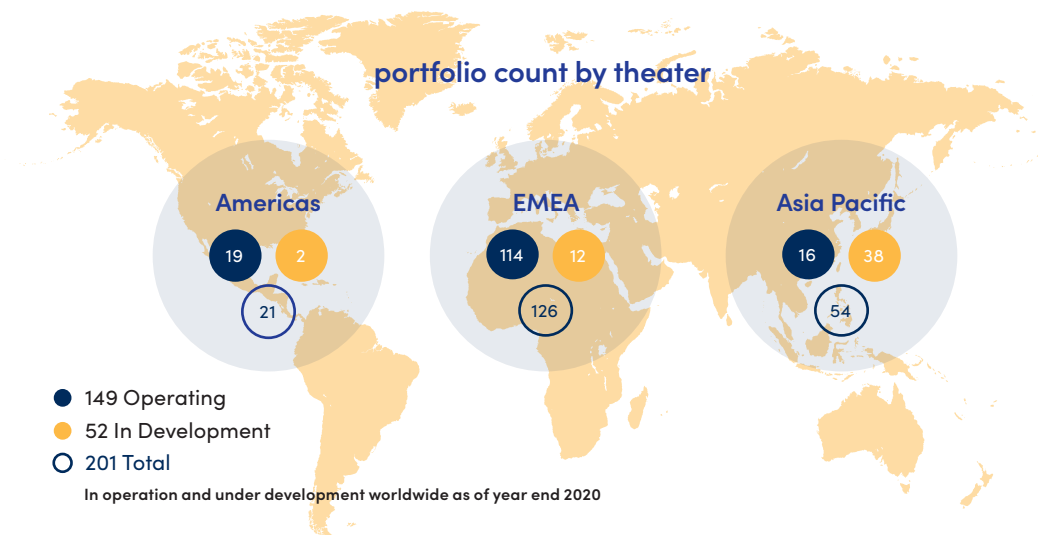 portfolio count by theater
Americas
19
2
21
EMEA
114
12
126
Asia Pacific
16
38
54
149 Operating
52 In Development
201 Total
In operation and under development worldwide as of year end 2020